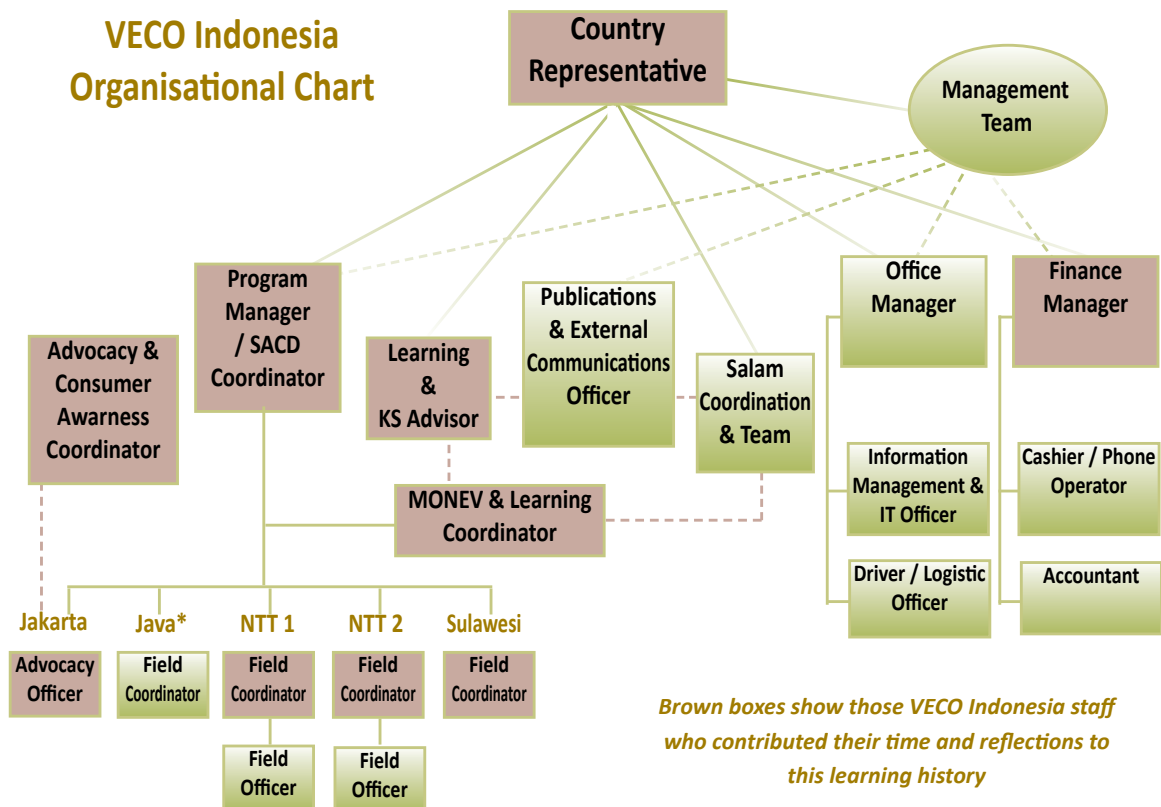 VECO Indonesia
Organisational Chart
Country
Representative
Management
Team
Program
Manager
/ SACD
Coordinator
Advocacy &
Consumer
Awarness
Coordinator
Learning
&
KS Advisor
Publications
& External
Communications
Officer
Salam
Coordination
& Team
Office
Manager
Finance
Manager
MONEV & Learning
Coordinator
Information
Management &
IT Officer
Cashier / Phone
Operator
Driver / Logistic
Officer
Accountant
Jakarta
Java*
NTT 1
NTT 2
Sulawesi
Advocacy
Officer
Field
Coordinator
Field
Coordinator
Field
Coordinator
Field
Coordinator
Field
Officer
Field
Officer
Brown boxes show those VECO Indonesia staff
who contributed their time and reflections to
this learning history